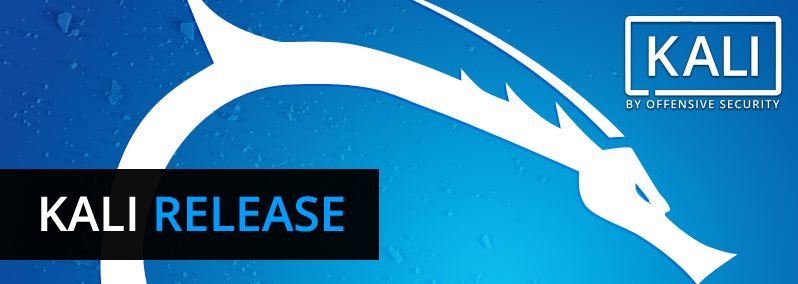 KALI
BY OFFENSIVE SECURITY
KALI RELEASE